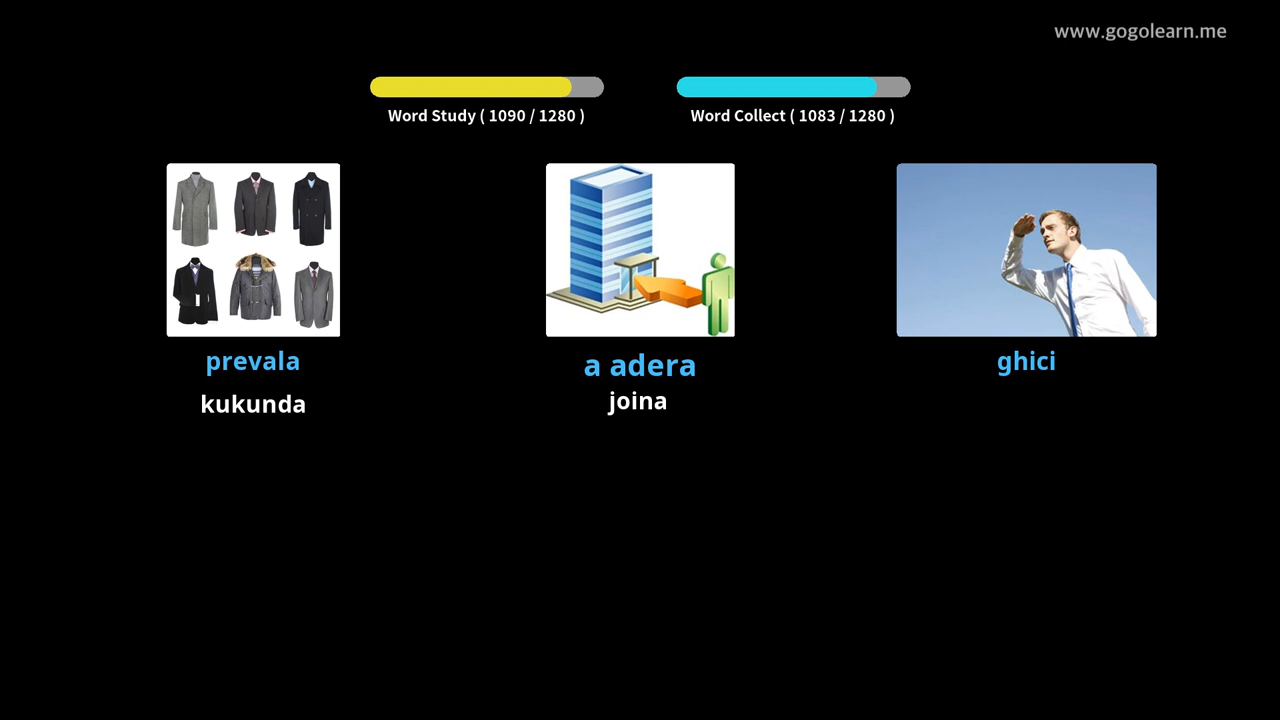 www.gogolearn.me
Word Study ( 1090 / 1280 )
Word Collect ( 1083 / 1280 )
prevala
a adera
ghici
kukunda
joina